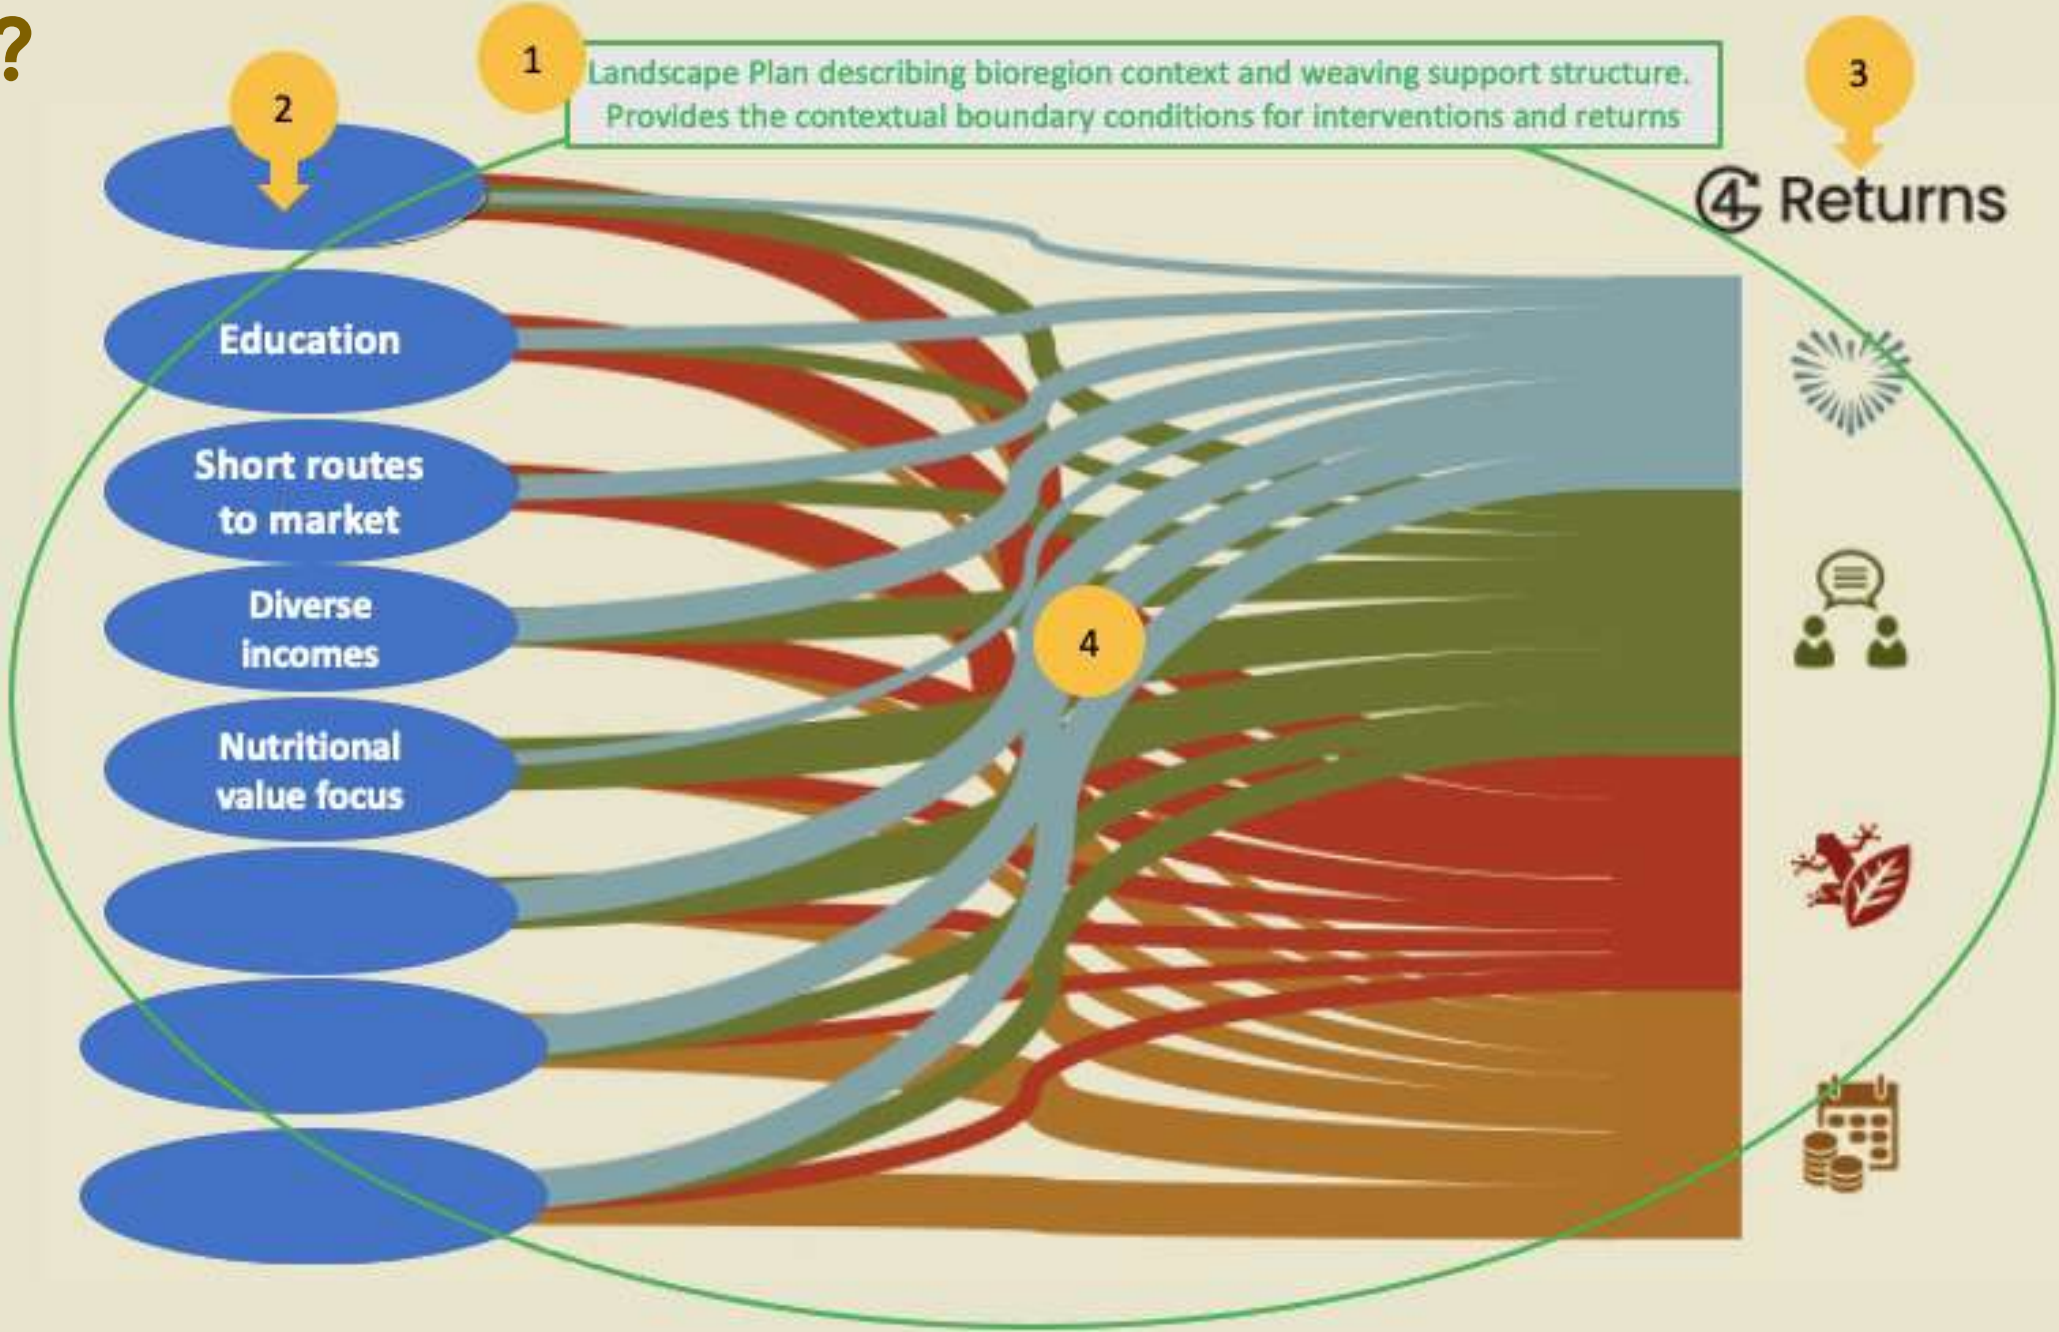 ?
1
Landscape Plan describing bioregion context and weaving support structure.
Provides the contextual boundary conditions for interventions and returns
2
3
4 Returns
Education
Short routes
to market
Diverse
incomes
4
Nutritional
value focus